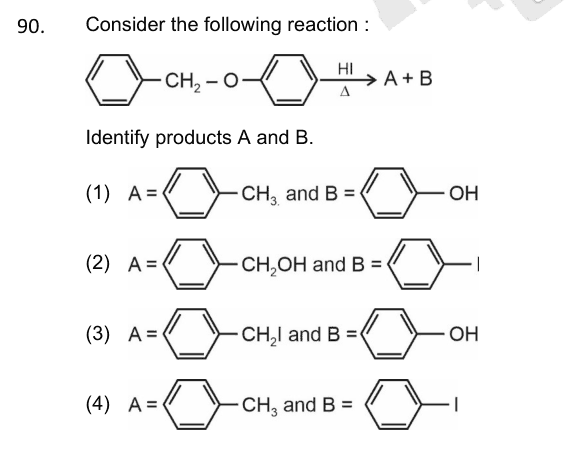 90. Consider the following reaction :
CH₂ – O HI Δ → A + B
Identify products A and B.
(1) A = CH₃, and B = OH
(2) A = CH₂OH and B = I
(3) A = CH₂I and B = OH
(4) A = CH₃ and B = I